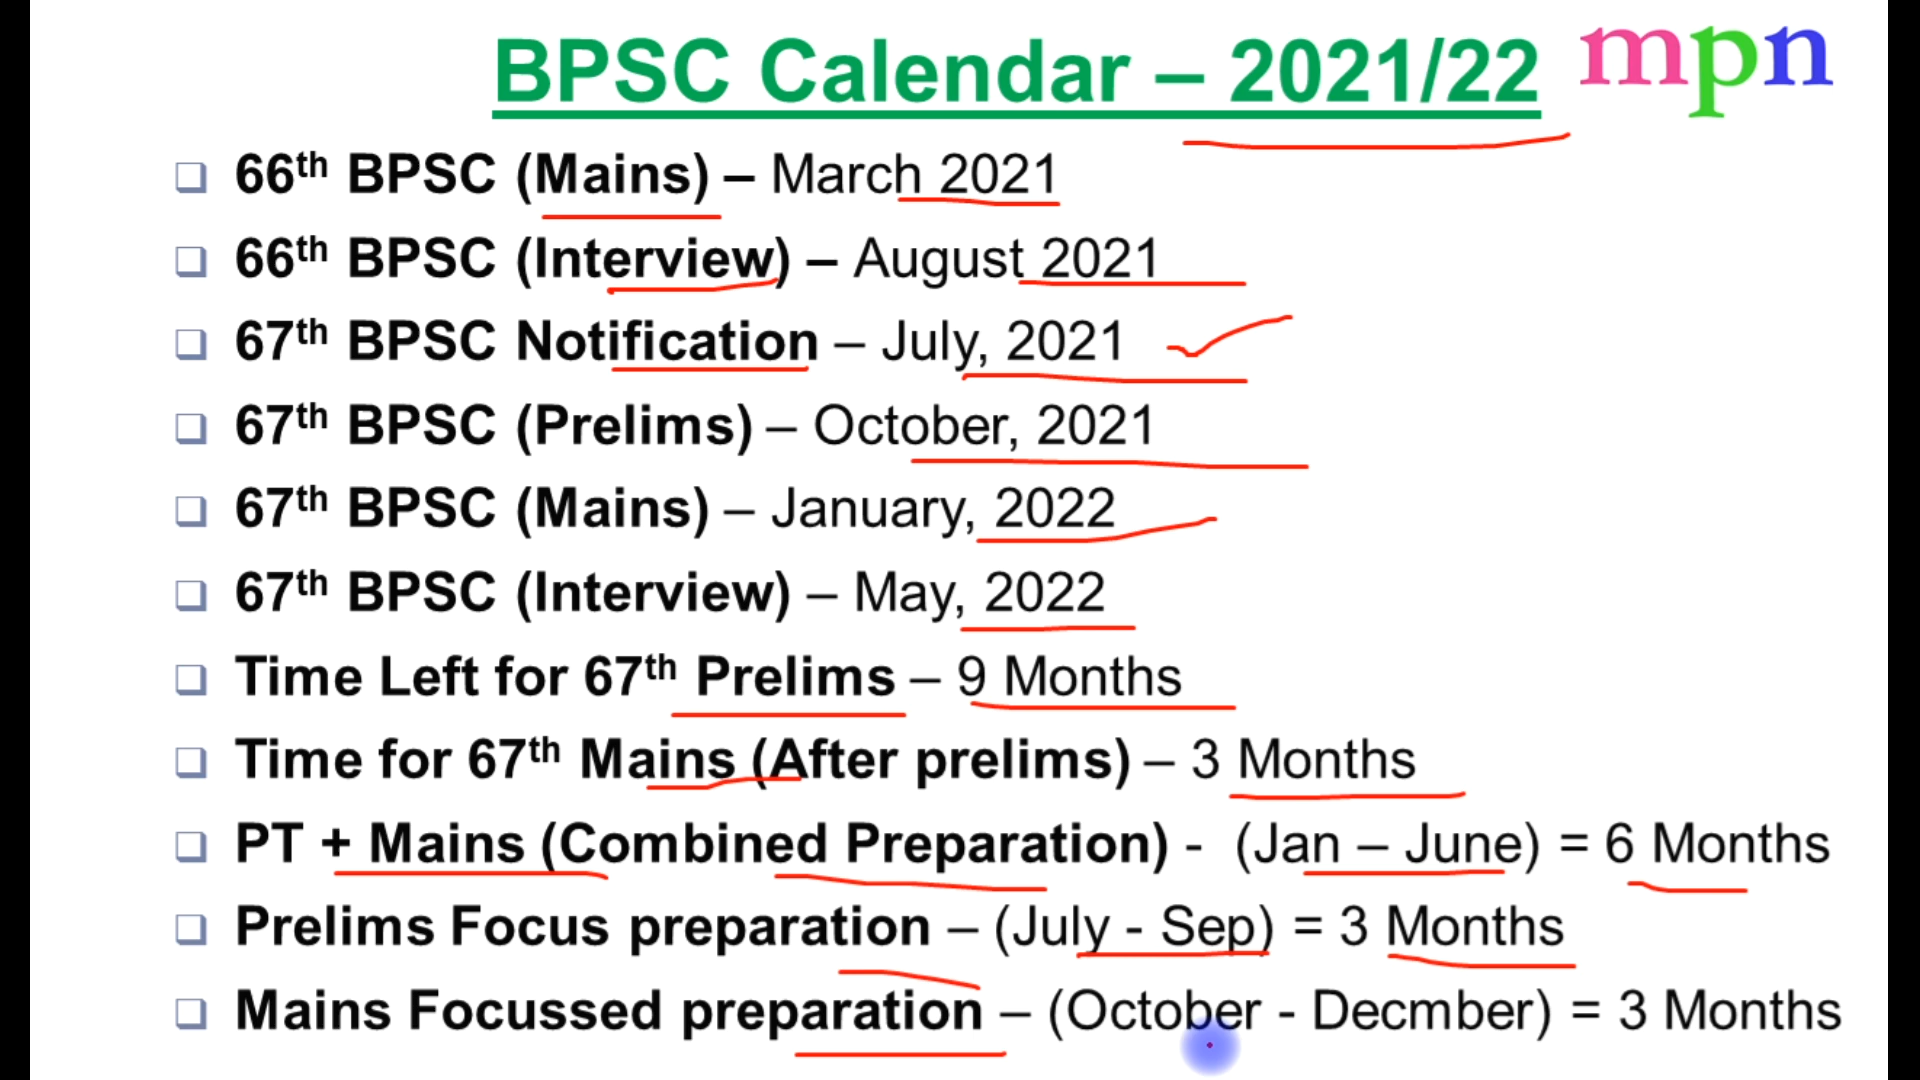 BPSC Calendar – 2021/22 mpn
66th BPSC (Mains) – March 2021
66th BPSC (Interview) – August 2021
67th BPSC Notification – July, 2021
67th BPSC (Prelims) – October, 2021
67th BPSC (Mains) – January, 2022
67th BPSC (Interview) – May, 2022
Time Left for 67th Prelims – 9 Months
Time for 67th Mains (After prelims) – 3 Months
PT + Mains (Combined Preparation) - (Jan – June) = 6 Months
Prelims Focus preparation – (July - Sep) = 3 Months
Mains Focussed preparation – (October - Decmber) = 3 Months